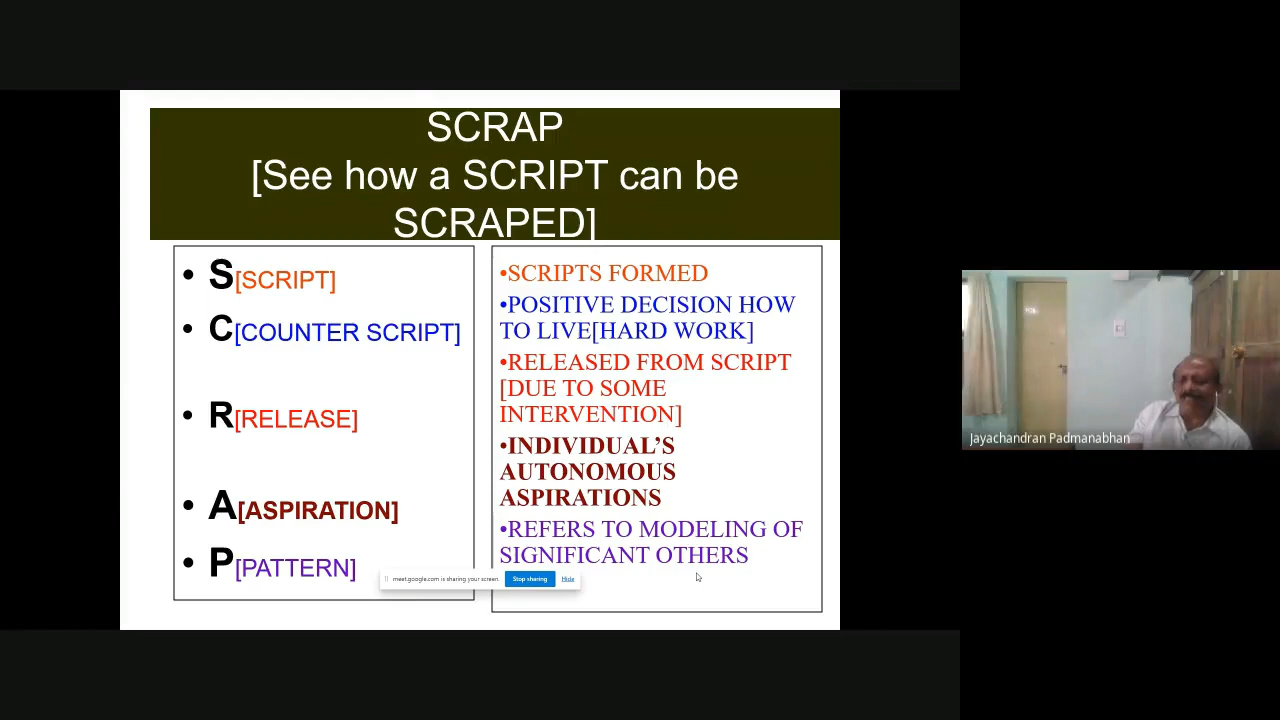 SCRAP
[See how a SCRIPT can be
SCRAPED]
• S[SCRIPT]
• C[COUNTER SCRIPT]
• R[RELEASE]
• A[ASPIRATION]
• P[PATTERN]
•SCRIPTS FORMED
•POSITIVE DECISION HOW
TO LIVE[HARD WORK]
•RELEASED FROM SCRIPT
[DUE TO SOME
INTERVENTION]
•INDIVIDUAL’S
AUTONOMOUS
ASPIRATIONS
•REFERS TO MODELING OF
SIGNIFICANT OTHERS
meet.google.com is sharing your screen. Stop sharing Hide
Jayachandran Padmanabhan